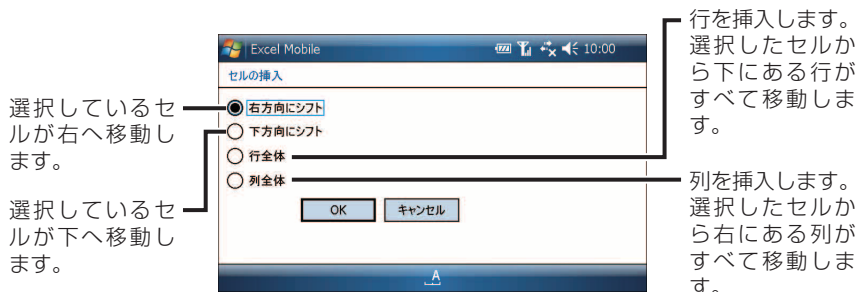 選択しているセ
ルが右へ移動し
ます。
選択しているセ
ルが下へ移動し
ます。
Excel Mobile
10:00
セルの挿入
右方向にシフト
下方向にシフト
行全体
列全体
OK
キャンセル
A
行を挿入します。
選択したセルか
ら下にある行が
すべて移動しま
す。
列を挿入します。
選択したセルか
ら右にある列が
すべて移動しま
す。